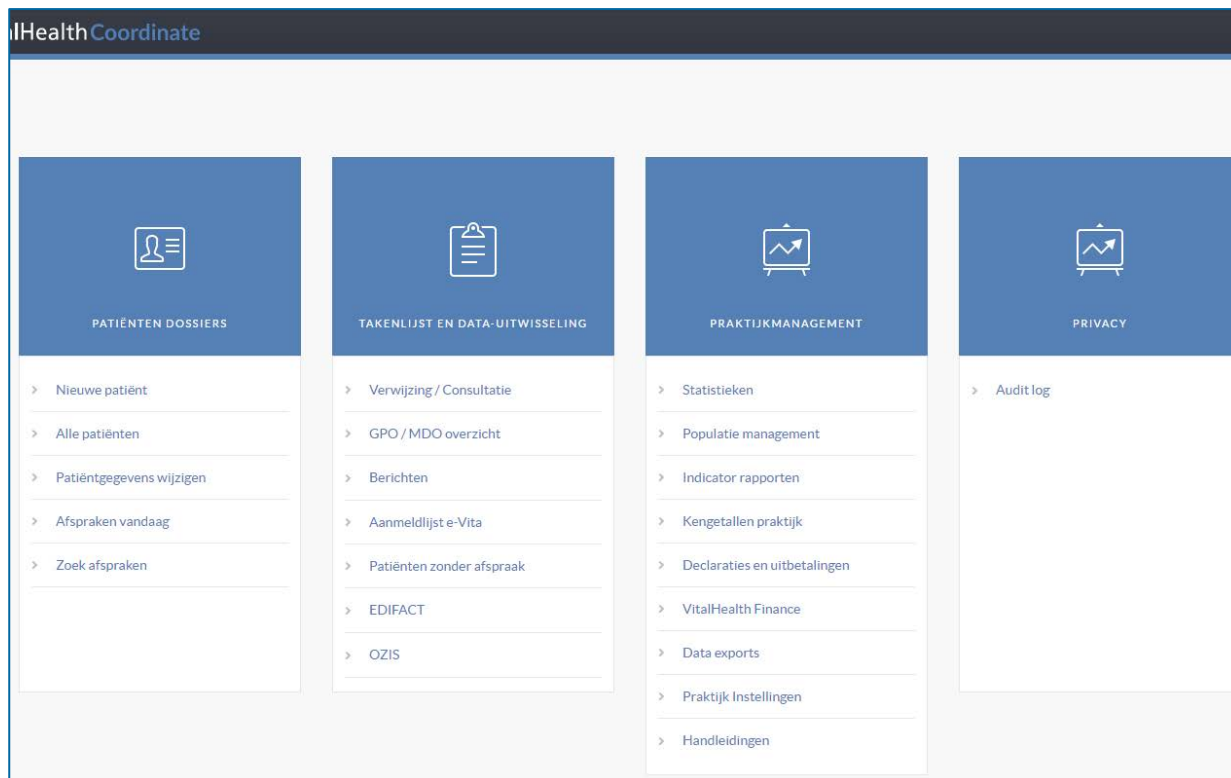 lHealth Coordinate
PATIËNTEN DOSSIERS
Nieuwe patiënt
Alle patiënten
Patiëntgegevens wijzigen
Afspraken vandaag
Zoek afspraken
TAKENLIJST EN DATA-UITWISSELING
Verwijzing / Consultatie
GPO / MDO overzicht
Berichten
Aanmeldlijst e-Vita
Patiënten zonder afspraak
EDIFACT
OZIS
PRAKTIJKMANAGEMENT
Statistieken
Populatie management
Indicator rapporten
Kengetallen praktijk
Declaraties en uitbetalingen
VitalHealth Finance
Data exports
Praktijk Instellingen
Handleidingen
PRIVACY
Audit log